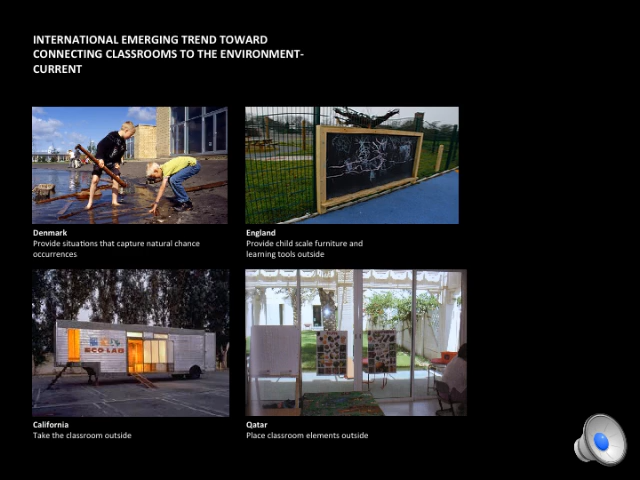 INTERNATIONAL EMERGING TREND TOWARD
CONNECTING CLASSROOMS TO THE ENVIRONMENT-
CURRENT
Denmark
Provide situations that capture natural chance
occurrences
England
Provide child scale furniture and
learning tools outside
ECO-LAB
California
Take the classroom outside
Qatar
Place classroom elements outside